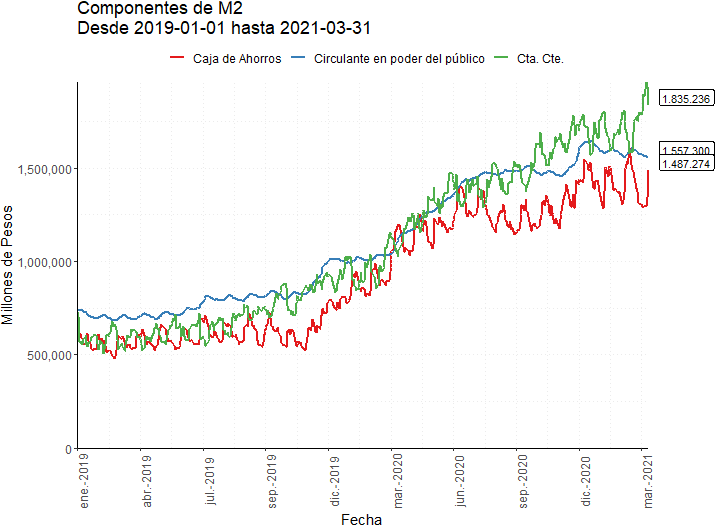 Componentes de M2
Desde 2019-01-01 hasta 2021-03-31
Caja de Ahorros
Circulante en poder del público
Cta. Cte.
Millones de Pesos
1,500,000
1,000,000
500,000
0
1.835.236
1.557.300
1.487.274
ene.-2019
abr.-2019
jul.-2019
sep.-2019
dic.-2019
mar.-2020
jun.-2020
sep.-2020
dic.-2020
mar.-2021
Fecha